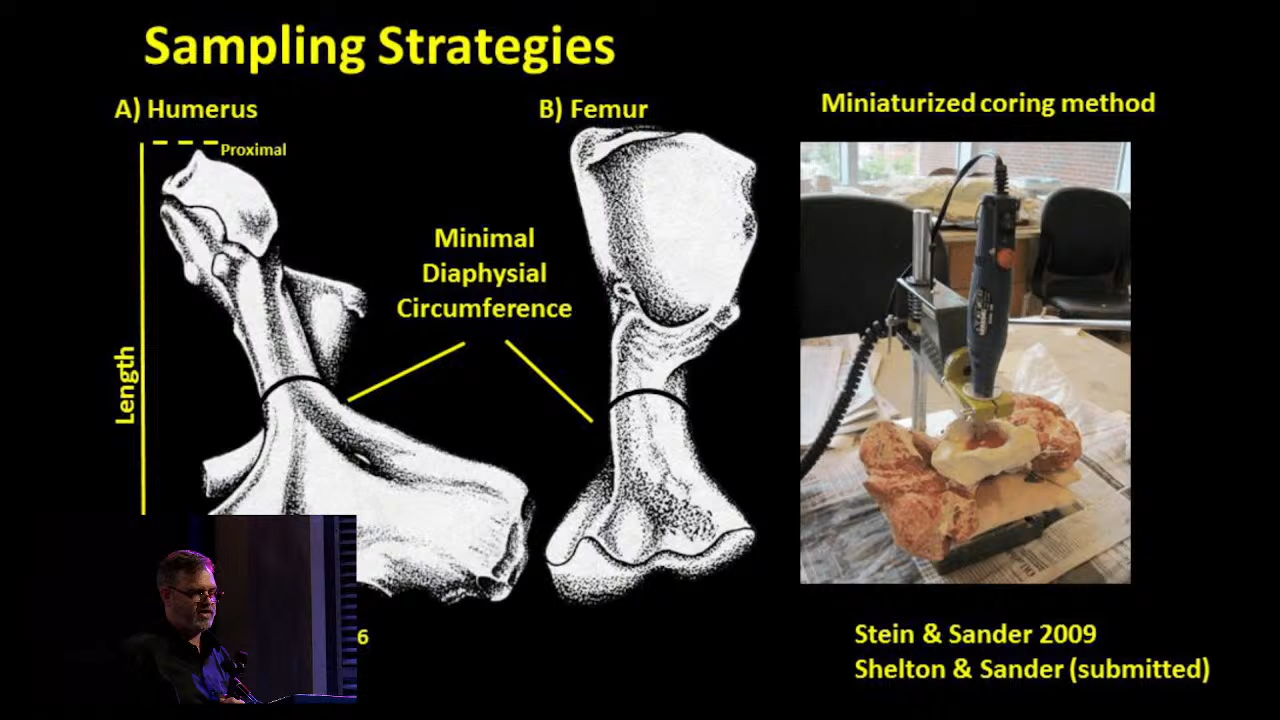 Sampling Strategies
A) Humerus
B) Femur
Miniaturized coring method
Proximal
Minimal
Diaphysial
Circumference
Length
6
Stein & Sander 2009
Shelton & Sander (submitted)